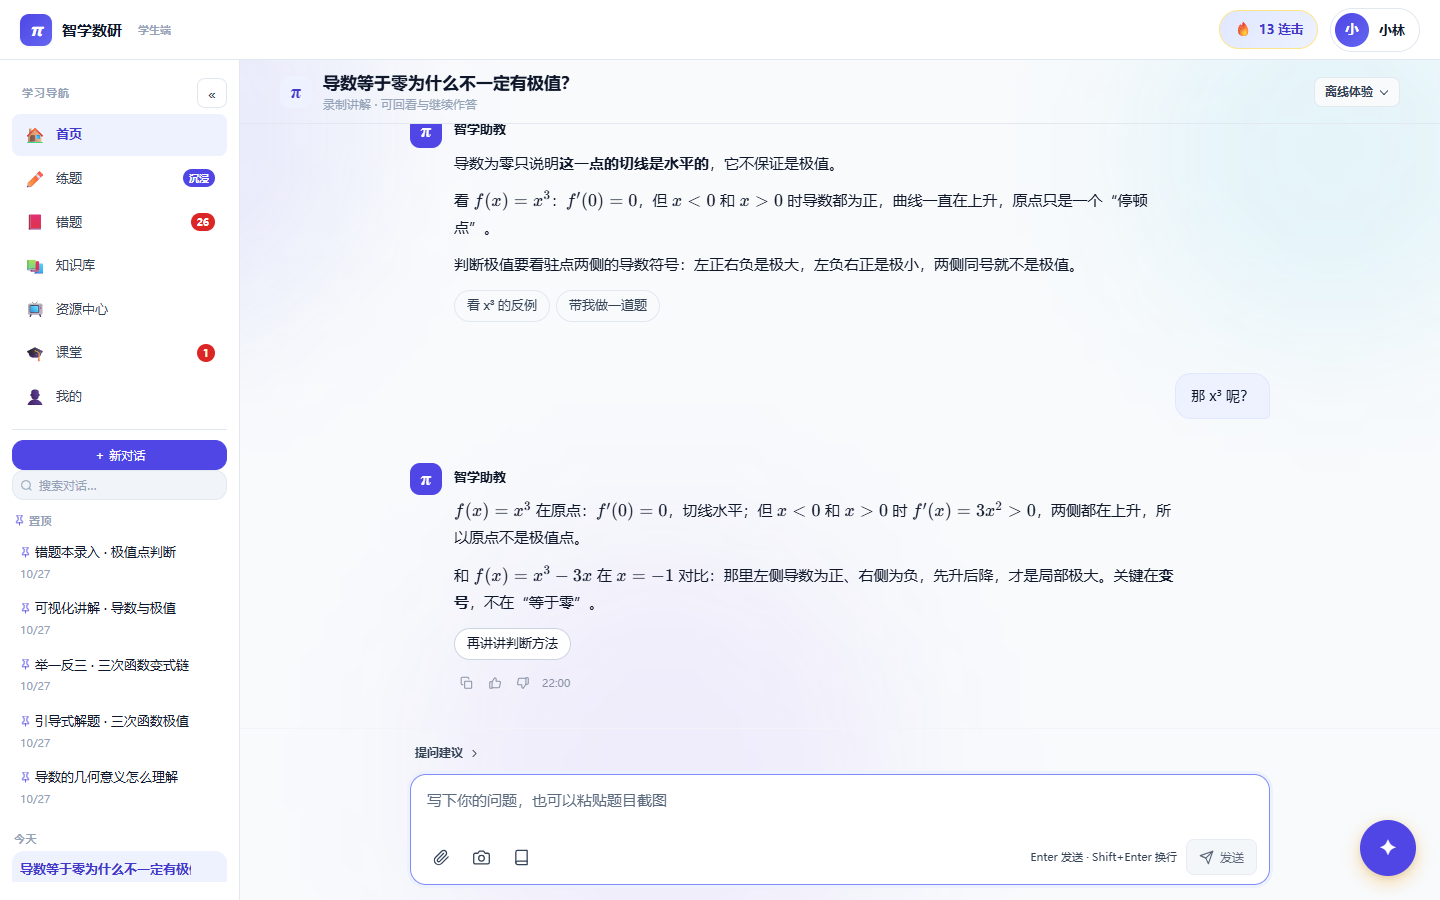 π 智学数研 学生端
13 连击
小 小林
学习导航 «
首页
练题 沉浸
错题 26
知识库
资源中心
课堂 1
我的
+ 新对话
搜索对话...
置顶
错题本录入 · 极值点判断
10/27
可视化讲解 · 导数与极值
10/27
举一反三 · 三次函数变式链
10/27
引导式解题 · 三次函数极值
10/27
导数的几何意义怎么理解
10/27
今天
导数等于零为什么不一定有极
π 导数等于零为什么不一定有极值?
录制讲解 · 可回看与继续作答
离线体验
π 智学助教
导数为零只说明这一点的切线是水平的，它不保证是极值。
看 f(x) = x³：f′(0) = 0，但 x < 0 和 x > 0 时导数都为正，曲线一直在上升，原点只是一个“停顿
点”。
判断极值要看驻点两侧的导数符号：左正右负是极大，左负右正是极小，两侧同号就不是极值。
看 x³ 的反例 带我做一道题
那 x³ 呢？
π 智学助教
f(x) = x³ 在原点：f′(0) = 0，切线水平；但 x < 0 和 x > 0 时 f′(x) = 3x² > 0，两侧都在上升，所
以原点不是极值点。
和 f(x) = x³ − 3x 在 x = −1 对比：那里左侧导数为正、右侧为负，先升后降，才是局部极大。关键在变
号，不在“等于零”。
再讲讲判断方法
22:00
提问建议
写下你的问题，也可以粘贴题目截图
Enter 发送 · Shift+Enter 换行 发送